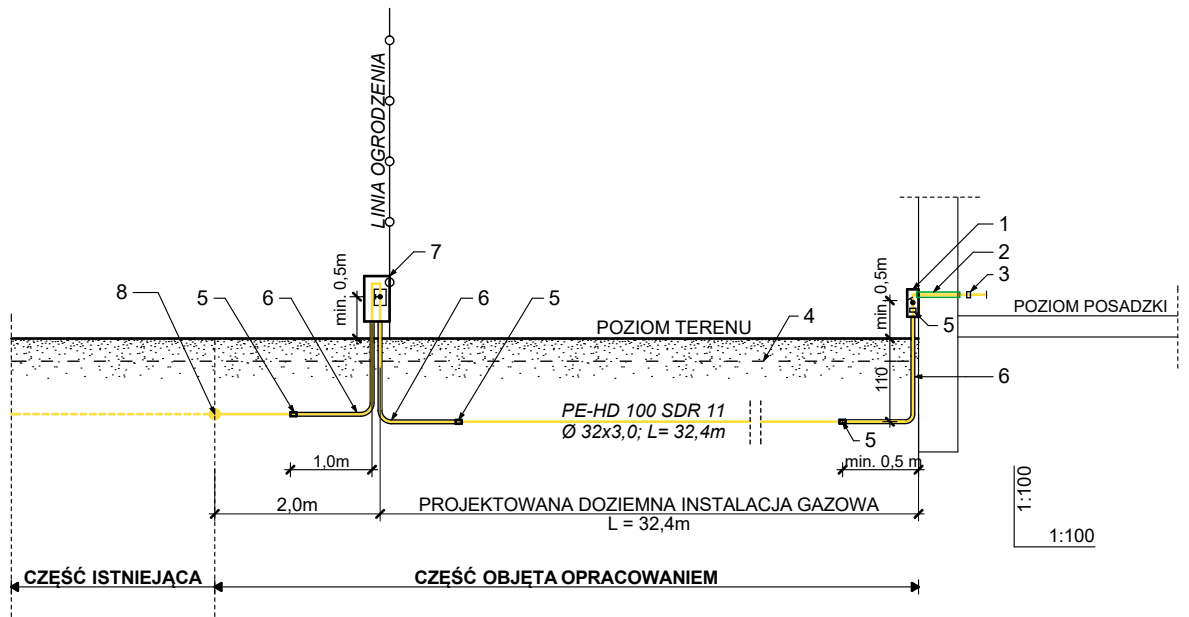 LINIA OGRODZENIA
7
1
2
3
8
5
6
6
5
min. 0,5m
min. 0,5m
POZIOM TERENU
4
5
POZIOM POSADZKI
110
6
PE-HD 100 SDR 11
Ø 32x3,0; L= 32,4m
5
1,0m
min. 0,5 m
2,0m
PROJEKTOWANA DOZIEMNA INSTALACJA GAZOWA
L = 32,4m
1:100
1:100
CZĘŚĆ ISTNIEJĄCA
CZĘŚĆ OBJĘTA OPRACOWANIEM